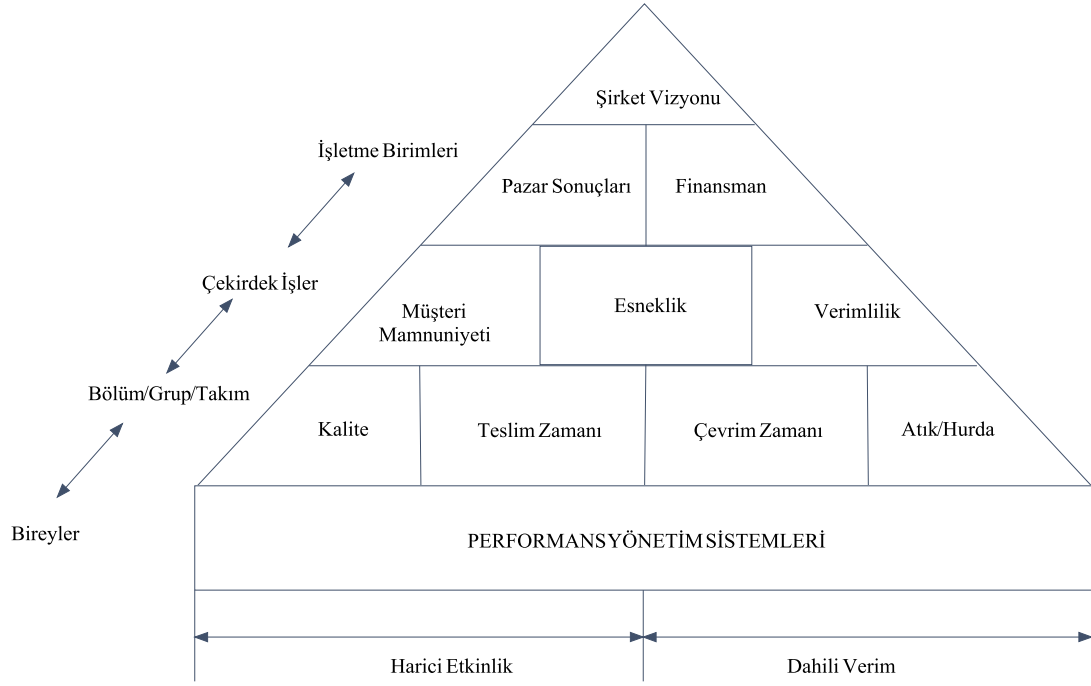 Şirket Vizyonu
İşletme Birimleri
Pazar Sonuçları
Finansman
Çekirdek İşler
Müşteri
Mamnuniyeti
Esneklik
Verimlilik
Bölüm/Grup/Takım
Kalite
Teslim Zamanı
Çevrim Zamanı
Atık/Hurda
Bireyler
PERFORMANSYÖNETİMSİSTEMLERİ
Harici Etkinlik
Dahili Verim